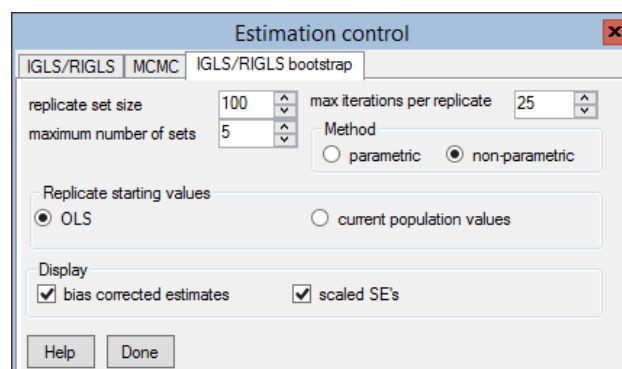 Estimation control
IGLS/RIGLS MCMC IGLS/RIGLS bootstrap
replicate set size 100 max iterations per replicate 25
maximum number of sets 5
Method
parametric non-parametric
Replicate starting values
OLS current population values
Display
bias corrected estimates scaled SE's
Help Done